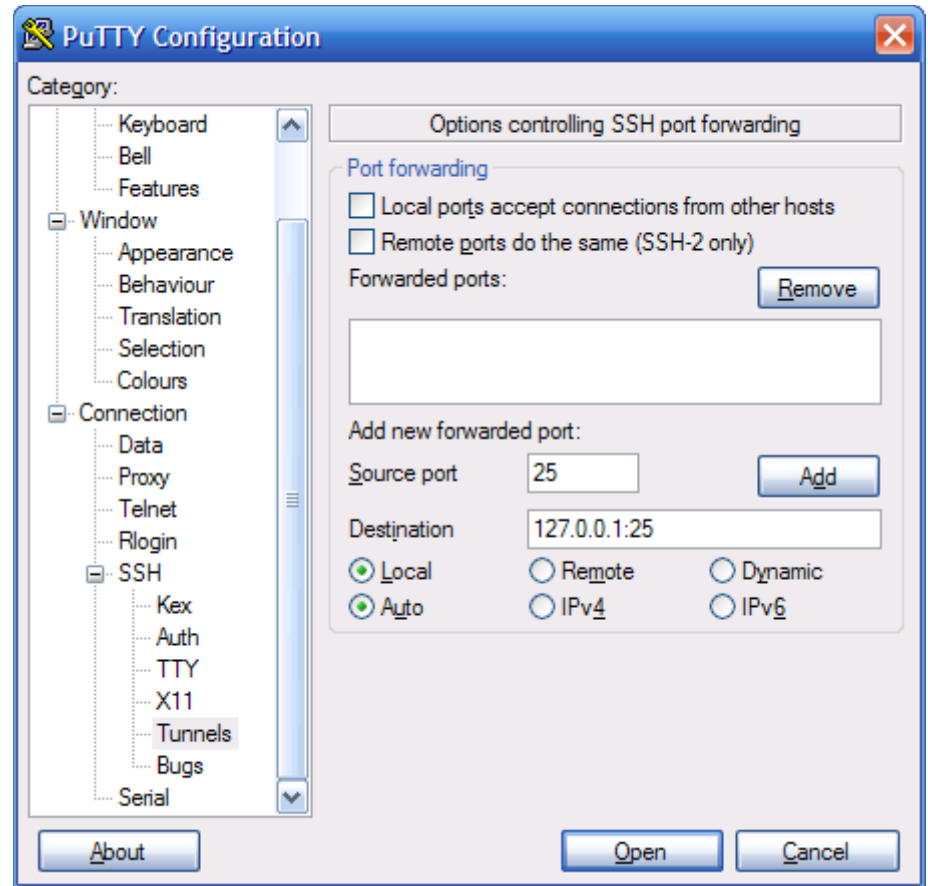 PuTTY Configuration
Category:
Keyboard
Bell
Features
Window
Appearance
Behaviour
Translation
Selection
Colours
Connection
Data
Proxy
Telnet
Rlogin
SSH
Kex
Auth
TTY
X11
Tunnels
Bugs
Serial
Options controlling SSH port forwarding
Port forwarding
Local ports accept connections from other hosts
Remote ports do the same (SSH-2 only)
Forwarded ports:
Remove
Add new forwarded port:
Source port 25 Add
Destination 127.0.0.1:25
Local Remote Dynamic
Auto IPv4 IPv6
About Open Cancel